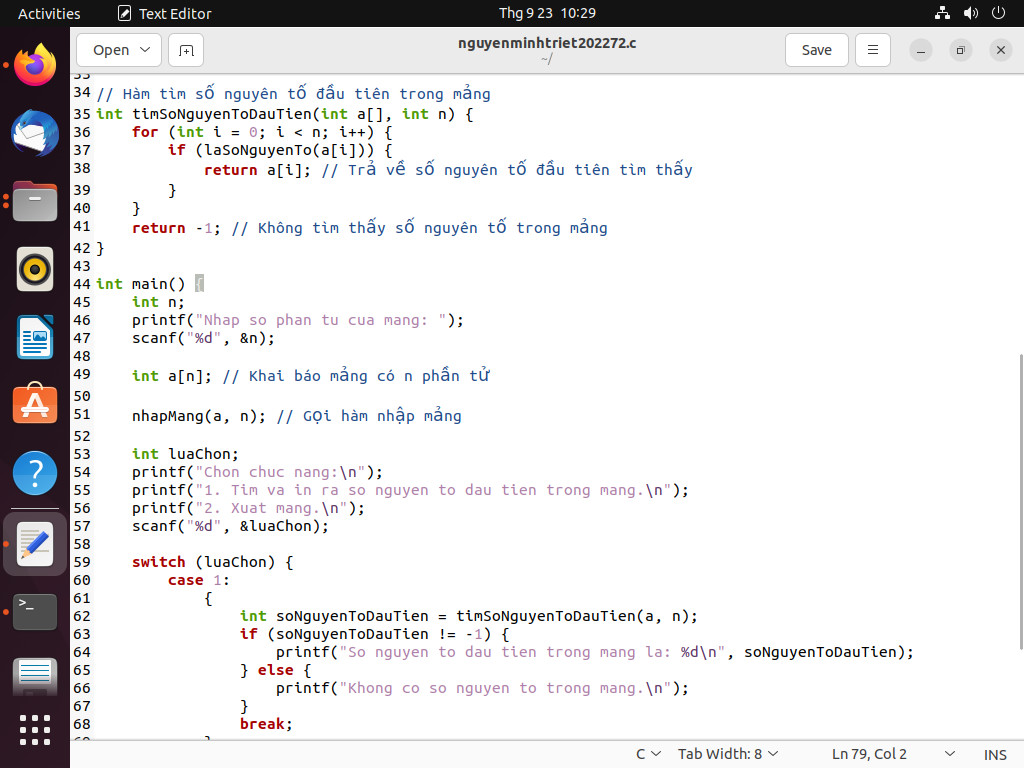 Activities Text Editor Thg 9 23 10:29
Open nguyenminhtriet202272.c Save
~/
33
34 // Hàm tìm số nguyên tố đầu tiên trong mảng
35 int timSoNguyenToDauTien(int a[], int n) {
36     for (int i = 0; i < n; i++) {
37         if (laSoNguyenTo(a[i])) {
38             return a[i]; // Trả về số nguyên tố đầu tiên tìm thấy
39         }
40     }
41     return -1; // Không tìm thấy số nguyên tố trong mảng
42 }
43
44 int main() {
45     int n;
46     printf("Nhap so phan tu cua mang: ");
47     scanf("%d", &n);
48
49     int a[n]; // Khai báo mảng có n phần tử
50
51     nhapMang(a, n); // Gọi hàm nhập mảng
52
53     int luaChon;
54     printf("Chon chuc nang:\n");
55     printf("1. Tim va in ra so nguyen to dau tien trong mang.\n");
56     printf("2. Xuat mang.\n");
57     scanf("%d", &luaChon);
58
59     switch (luaChon) {
60         case 1:
61             {
62                 int soNguyenToDauTien = timSoNguyenToDauTien(a, n);
63                 if (soNguyenToDauTien != -1) {
64                     printf("So nguyen to dau tien trong mang la: %d\n", soNguyenToDauTien);
65                 } else {
66                     printf("Khong co so nguyen to trong mang.\n");
67                 }
68                 break;
69             }
C Tab Width: 8 Ln 79, Col 2 INS